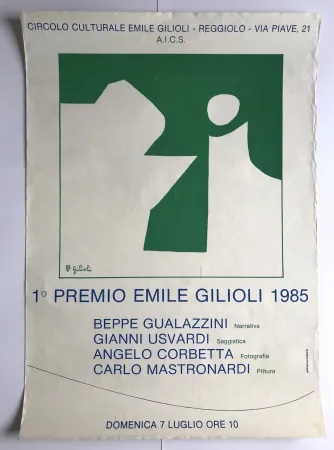 CIRCOLO CULTURALE EMILE GILIOLI - REGGIOLO - VIA PIAVE, 21
A.I.C.S.
gilioli
1º PREMIO EMILE GILIOLI 1985
BEPPE GUALAZZINI Narrativa
GIANNI USVARDI Saggistica
ANGELO CORBETTA Fotografia
CARLO MASTRONARDI Pittura
DOMENICA 7 LUGLIO ORE 10